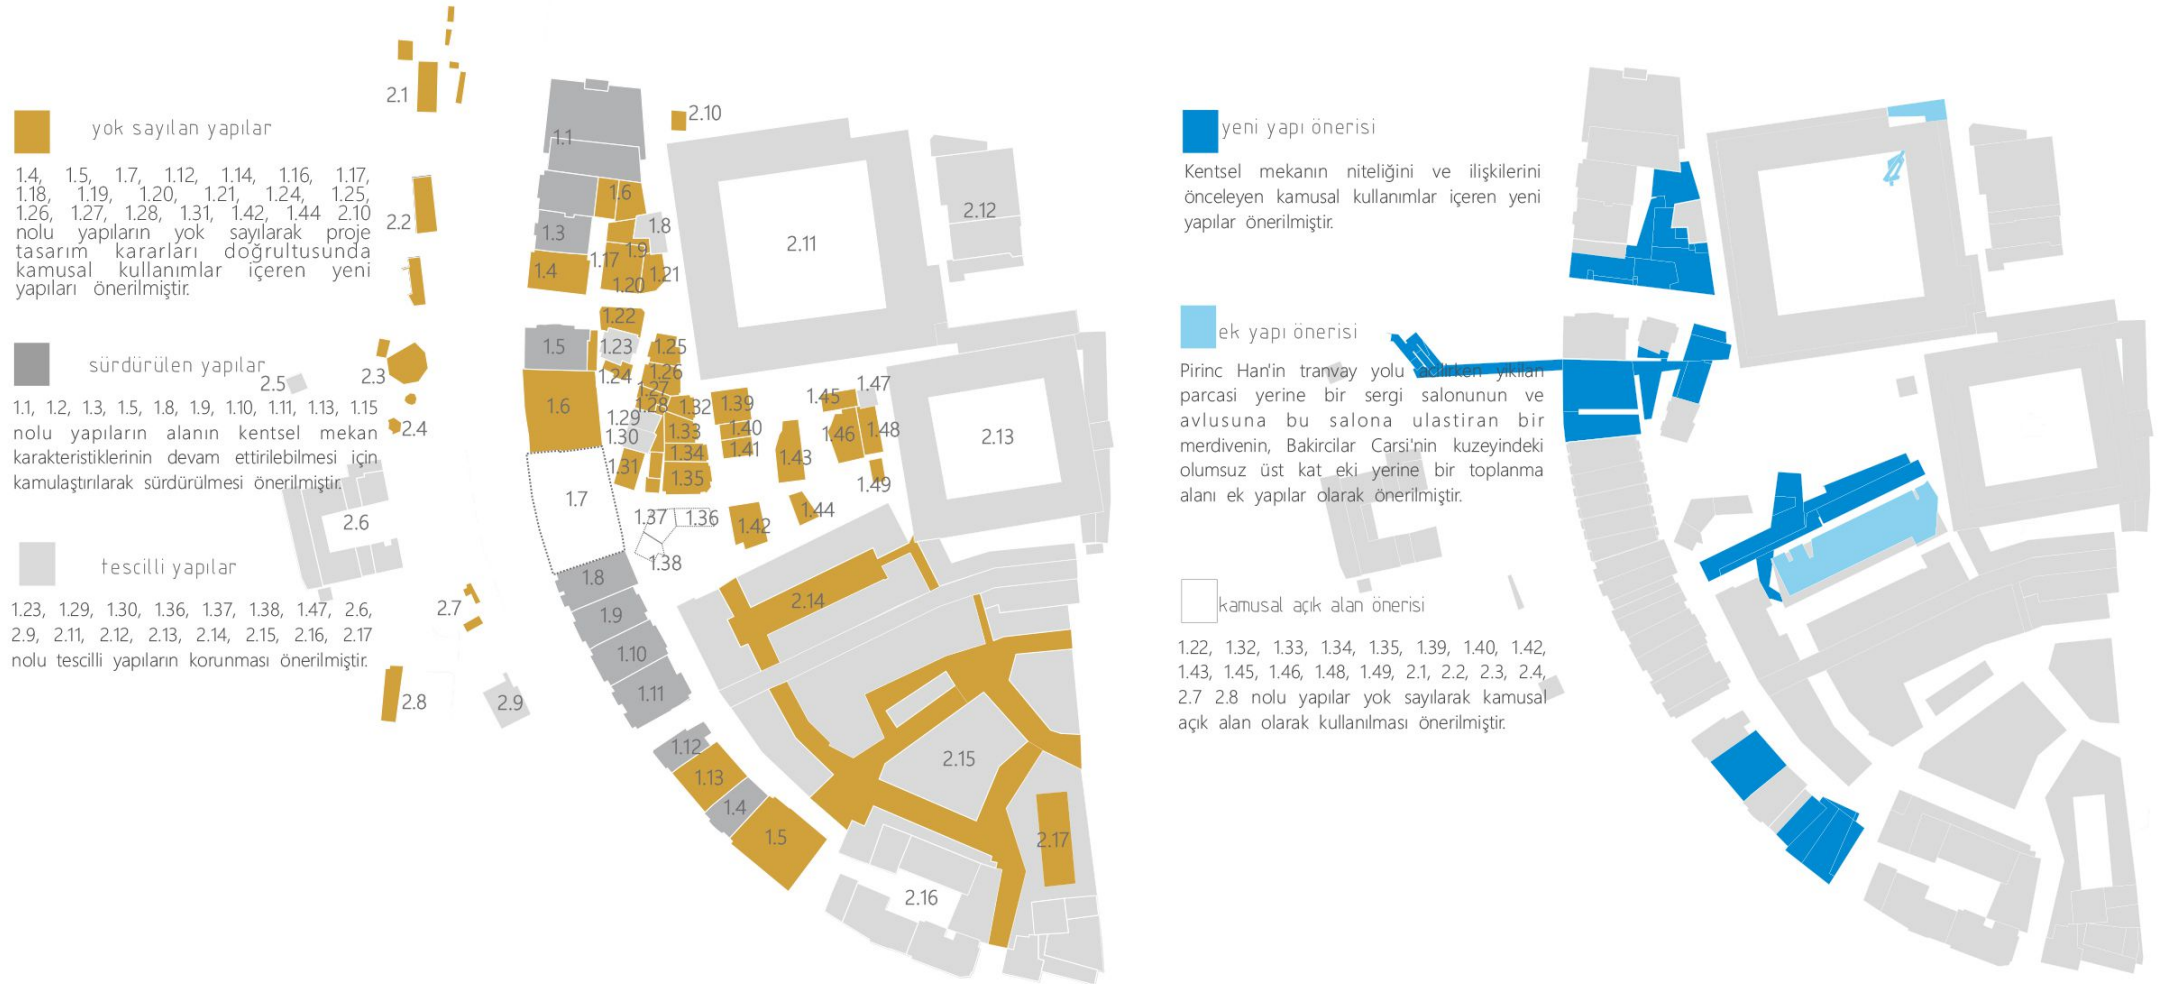 yok sayılan yapılar
1.4, 1.5, 1.7, 1.12, 1.14, 1.16, 1.17,
1.18, 1.19, 1.20, 1.21, 1.24, 1.25,
1.26, 1.27, 1.28, 1.31, 1.42, 1.44 2.10
nolu yapıların yok sayılarak proje
tasarım kararları doğrultusunda
kamusal kullanımlar içeren yeni
yapıları önerilmiştir.
sürdürülen yapılar
1.1, 1.2, 1.3, 1.5, 1.8, 1.9, 1.10, 1.11, 1.13, 1.15
nolu yapıların alanın kentsel mekan
karakteristiklerinin devam ettirilebilmesi için
kamulaştırılarak sürdürülmesi önerilmiştir.
tescilli yapılar
1.23, 1.29, 1.30, 1.36, 1.37, 1.38, 1.47, 2.6,
2.9, 2.11, 2.12, 2.13, 2.14, 2.15, 2.16, 2.17
nolu tescilli yapıların korunması önerilmiştir.
2.1
2.2
2.3
2.4
2.5
2.6
2.7
2.8
2.9
1.1
1.6
1.3
1.8
1.4
1.17
1.9
1.20
1.21
1.22
1.5
1.23
1.24
1.25
1.26
1.27
1.28
1.6
1.29
1.30
1.31
1.32
1.33
1.34
1.35
1.7
1.37
1.36
1.38
1.39
1.40
1.41
1.42
1.43
1.44
1.45
1.46
1.47
1.48
1.49
1.8
1.9
1.10
1.11
1.12
1.13
1.4
1.5
2.10
2.11
2.12
2.13
2.14
2.15
2.16
2.17
yeni yapı önerisi
Kentsel mekanın niteliğini ve ilişkilerini
önceleyen kamusal kullanımlar içeren yeni
yapılar önerilmiştir.
ek yapı önerisi
Pirinc Han'in tranvay yolu acilirken yikilan
parcasi yerine bir sergi salonunun ve
avlusuna bu salona ulastiran bir
merdivenin, Bakircilar Carsi'nin kuzeyindeki
olumsuz üst kat eki yerine bir toplanma
alanı ek yapılar olarak önerilmiştir.
kamusal açık alan önerisi
1.22, 1.32, 1.33, 1.34, 1.35, 1.39, 1.40, 1.42,
1.43, 1.45, 1.46, 1.48, 1.49, 2.1, 2.2, 2.3, 2.4,
2.7 2.8 nolu yapılar yok sayılarak kamusal
açık alan olarak kullanılması önerilmiştir.